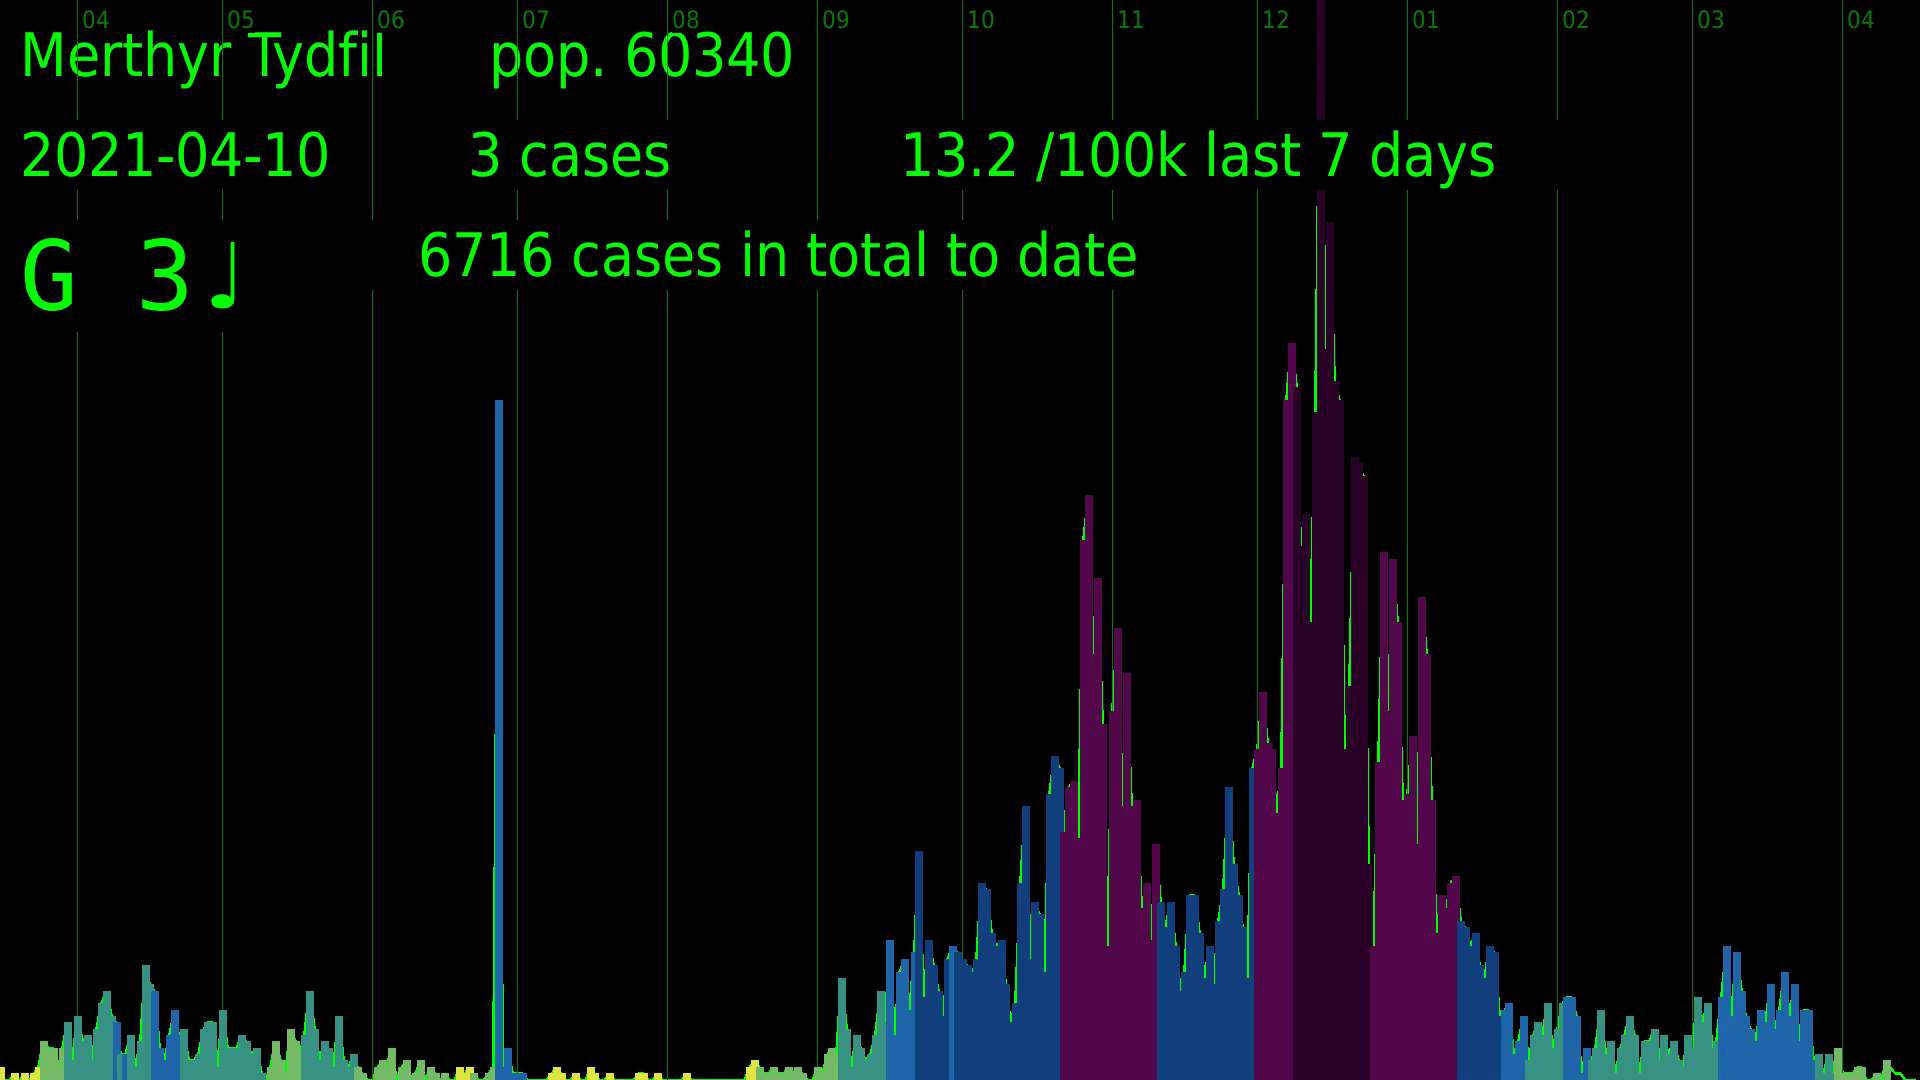 04 05 06 07 08 09 10 11 12 01 02 03 04
Merthyr Tydfil pop. 60340
2021-04-10 3 cases 13.2 /100k last 7 days
6716 cases in total to date
G 3♩